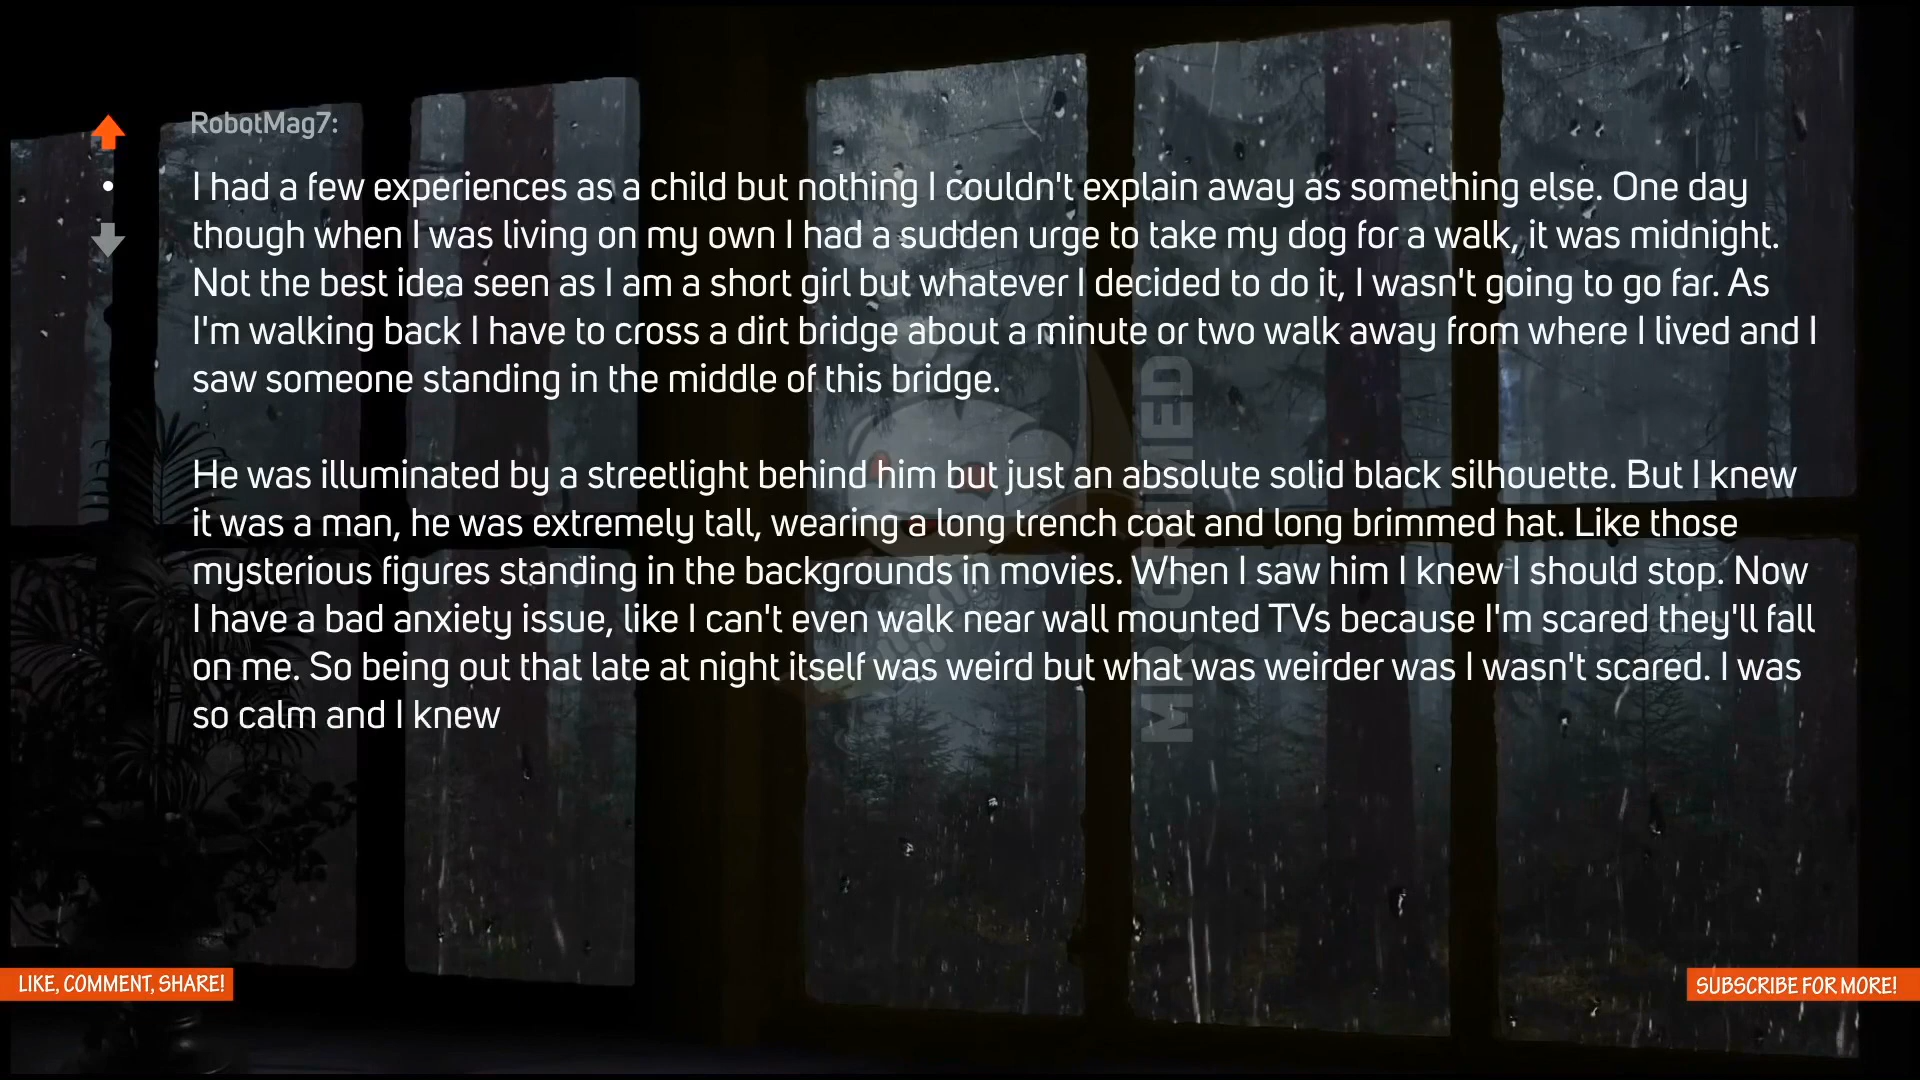 RobotMag7:
I had a few experiences as a child but nothing I couldn't explain away as something else. One day
though when I was living on my own I had a sudden urge to take my dog for a walk, it was midnight.
Not the best idea seen as I am a short girl but whatever I decided to do it, I wasn't going to go far. As
I'm walking back I have to cross a dirt bridge about a minute or two walk away from where I lived and I
saw someone standing in the middle of this bridge.
He was illuminated by a streetlight behind him but just an absolute solid black silhouette. But I knew
it was a man, he was extremely tall, wearing a long trench coat and long brimmed hat. Like those
mysterious figures standing in the backgrounds in movies. When I saw him I knew I should stop. Now
I have a bad anxiety issue, like I can't even walk near wall mounted TVs because I'm scared they'll fall
on me. So being out that late at night itself was weird but what was weirder was I wasn't scared. I was
so calm and I knew
MR GRIMED
LIKE, COMMENT, SHARE!
SUBSCRIBE FOR MORE!